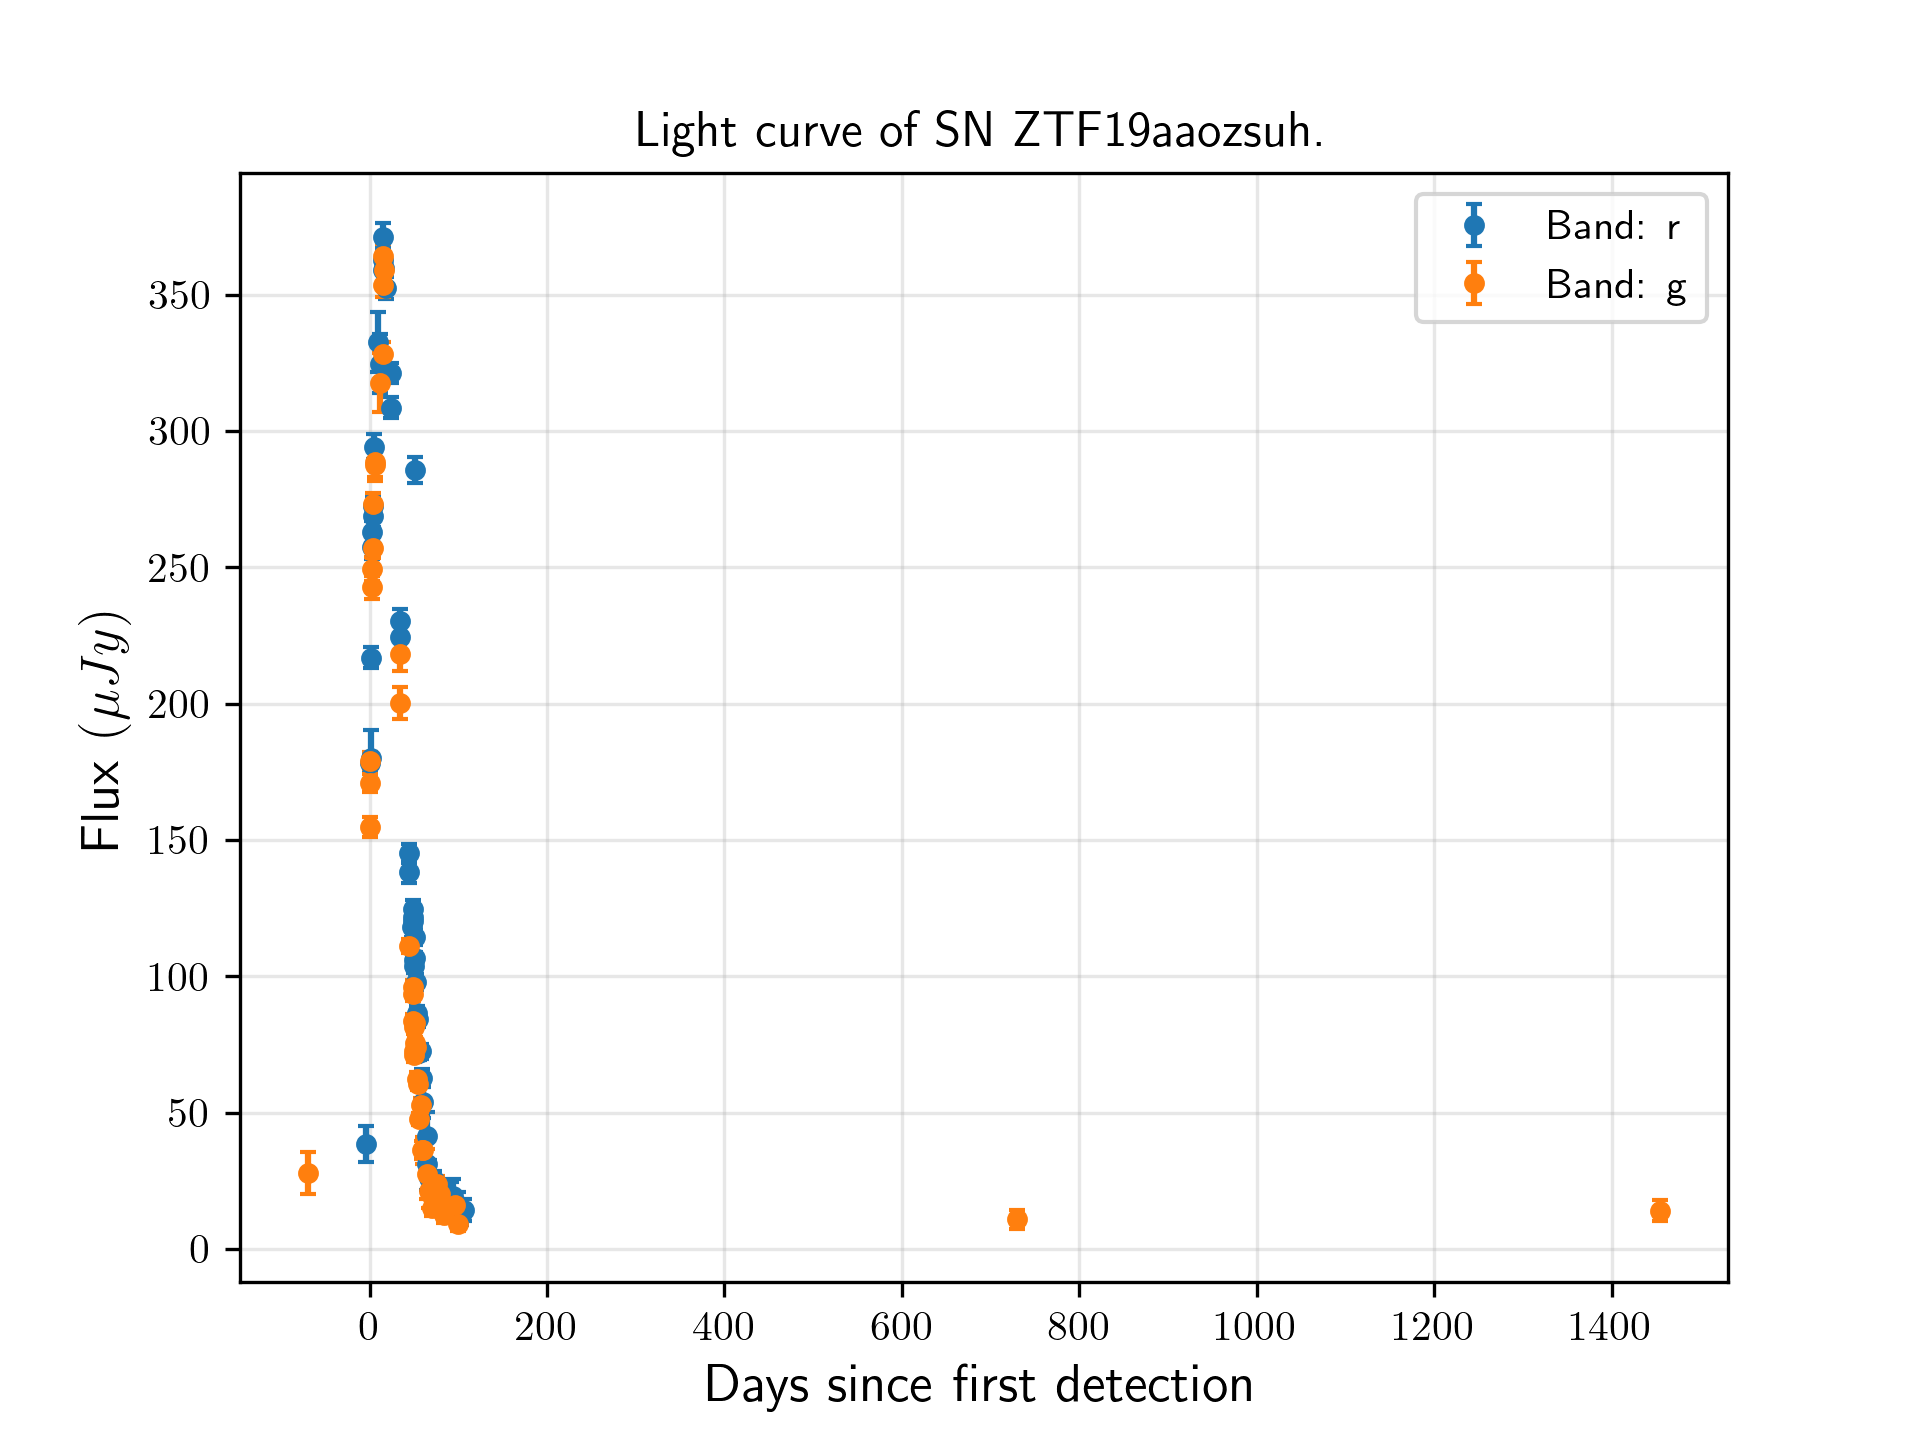 Light curve of SN ZTF19aaozsuh.
Band: r
Band: g
350
300
250
200
150
100
50
0
Flux (μJy)
0 200 400 600 800 1000 1200 1400
Days since first detection